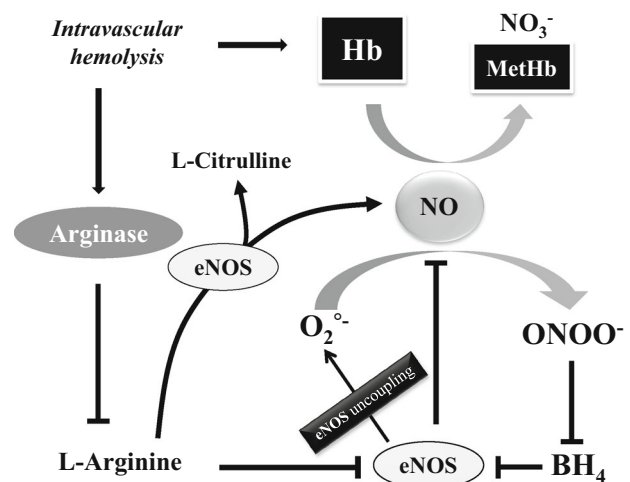 Intravascular
hemolysis
Hb
NO₃⁻
MetHb
L-Citrulline
Arginase
eNOS
NO
O₂°⁻
ONOO⁻
eNOS uncoupling
L-Arginine
eNOS
BH₄